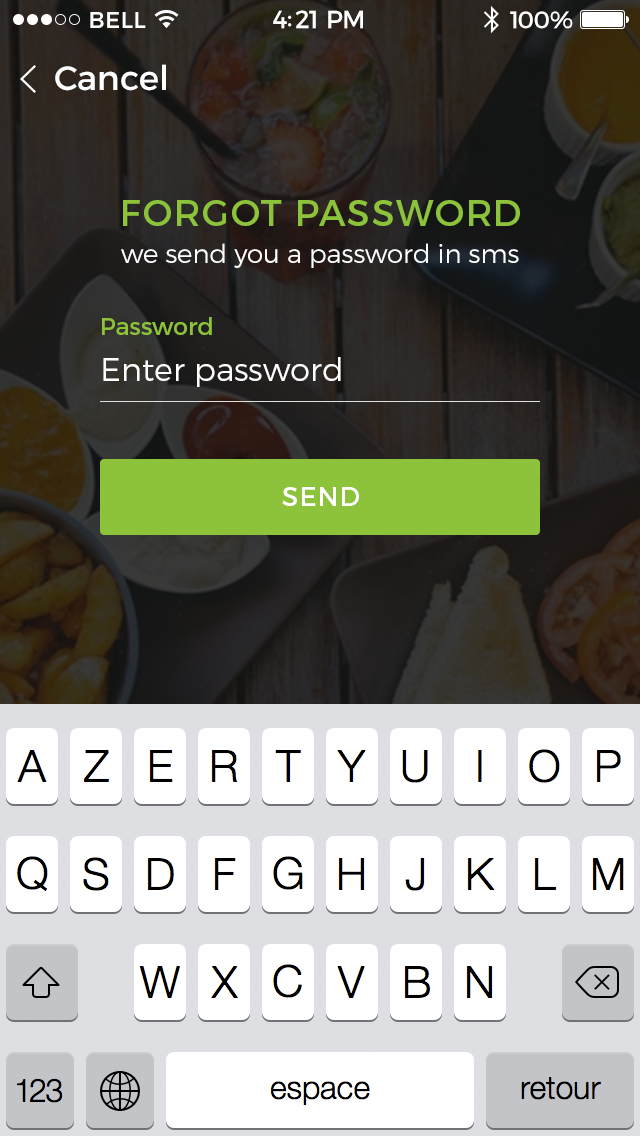 BELL 4:21 PM 100%
Cancel
FORGOT PASSWORD
we send you a password in sms
Password
Enter password
SEND
A Z E R T Y U I O P
Q S D F G H J K L M
W X C V B N
123 espace retour